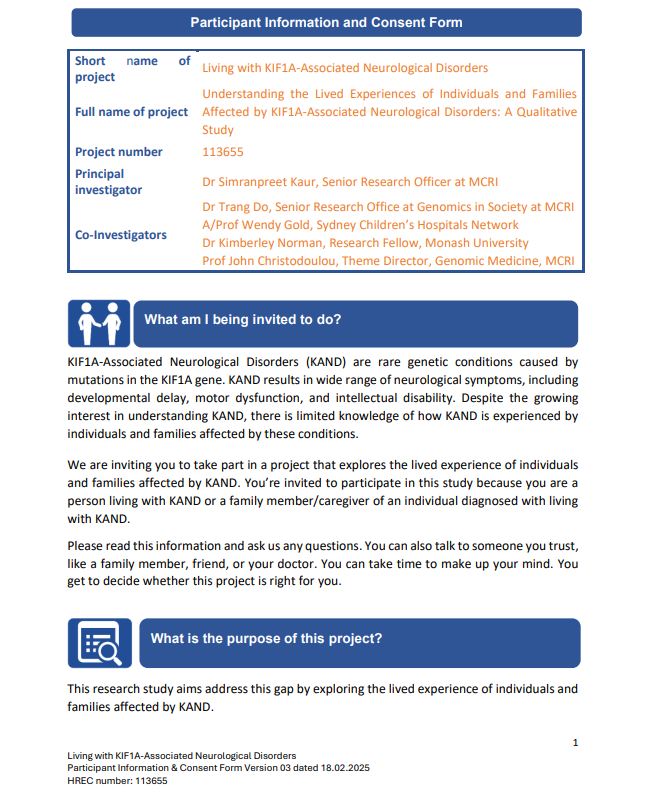 Participant Information and Consent Form
Short name of project
Living with KIF1A-Associated Neurological Disorders
Full name of project
Understanding the Lived Experiences of Individuals and Families
Affected by KIF1A-Associated Neurological Disorders: A Qualitative
Study
Project number
113655
Principal
investigator
Dr Simranpreet Kaur, Senior Research Officer at MCRI
Co-Investigators
Dr Trang Do, Senior Research Office at Genomics in Society at MCRI
A/Prof Wendy Gold, Sydney Children's Hospitals Network
Dr Kimberley Norman, Research Fellow, Monash University
Prof John Christodoulou, Theme Director, Genomic Medicine, MCRI
What am I being invited to do?
KIF1A-Associated Neurological Disorders (KAND) are rare genetic conditions caused by
mutations in the KIF1A gene. KAND results in wide range of neurological symptoms, including
developmental delay, motor dysfunction, and intellectual disability. Despite the growing
interest in understanding KAND, there is limited knowledge of how KAND is experienced by
individuals and families affected by these conditions.
We are inviting you to take part in a project that explores the lived experience of individuals
and families affected by KAND. You're invited to participate in this study because you are a
person living with KAND or a family member/caregiver of an individual diagnosed with living
with KAND.
Please read this information and ask us any questions. You can also talk to someone you trust,
like a family member, friend, or your doctor. You can take time to make up your mind. You
get to decide whether this project is right for you.
What is the purpose of this project?
This research study aims address this gap by exploring the lived experience of individuals and
families affected by KAND.
1
Living with KIF1A-Associated Neurological Disorders
Participant Information & Consent Form Version 03 dated 18.02.2025
HREC number: 113655